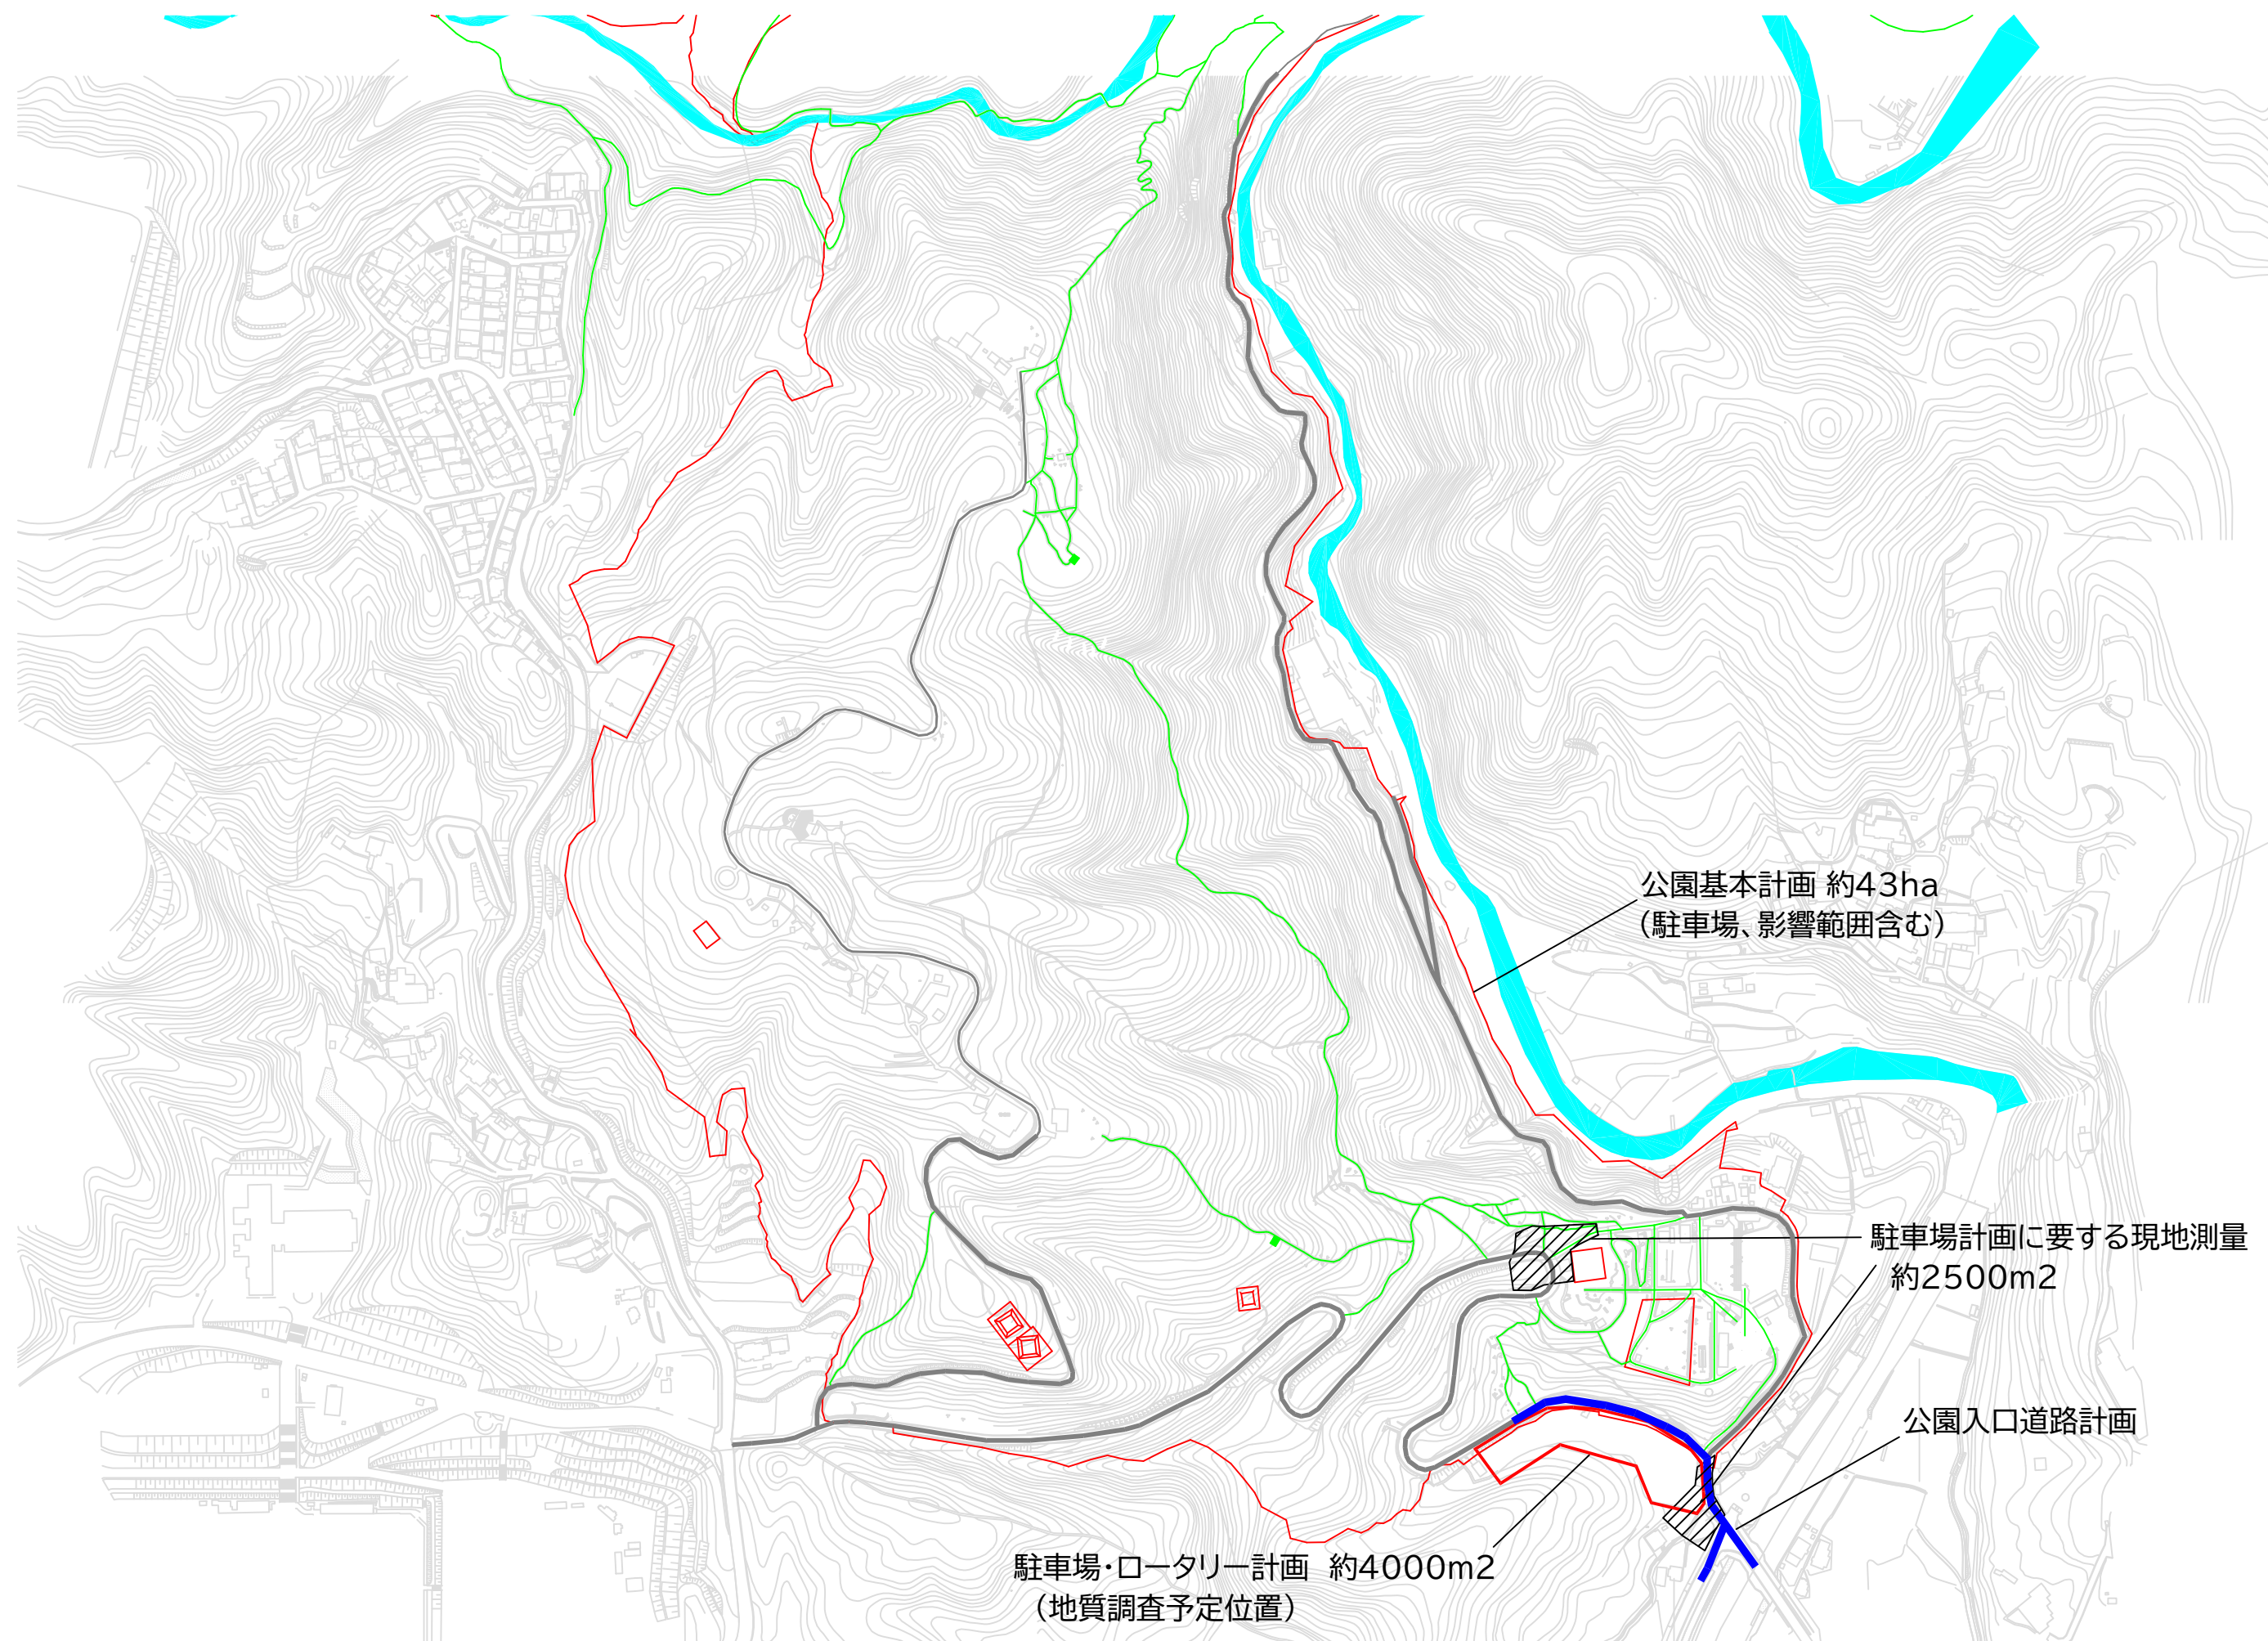 公園基本計画 約43ha
（駐車場、影響範囲含む）
駐車場計画に要する現地測量
約2500m2
公園入口道路計画
駐車場・ロータリー計画 約4000m2
（地質調査予定位置）